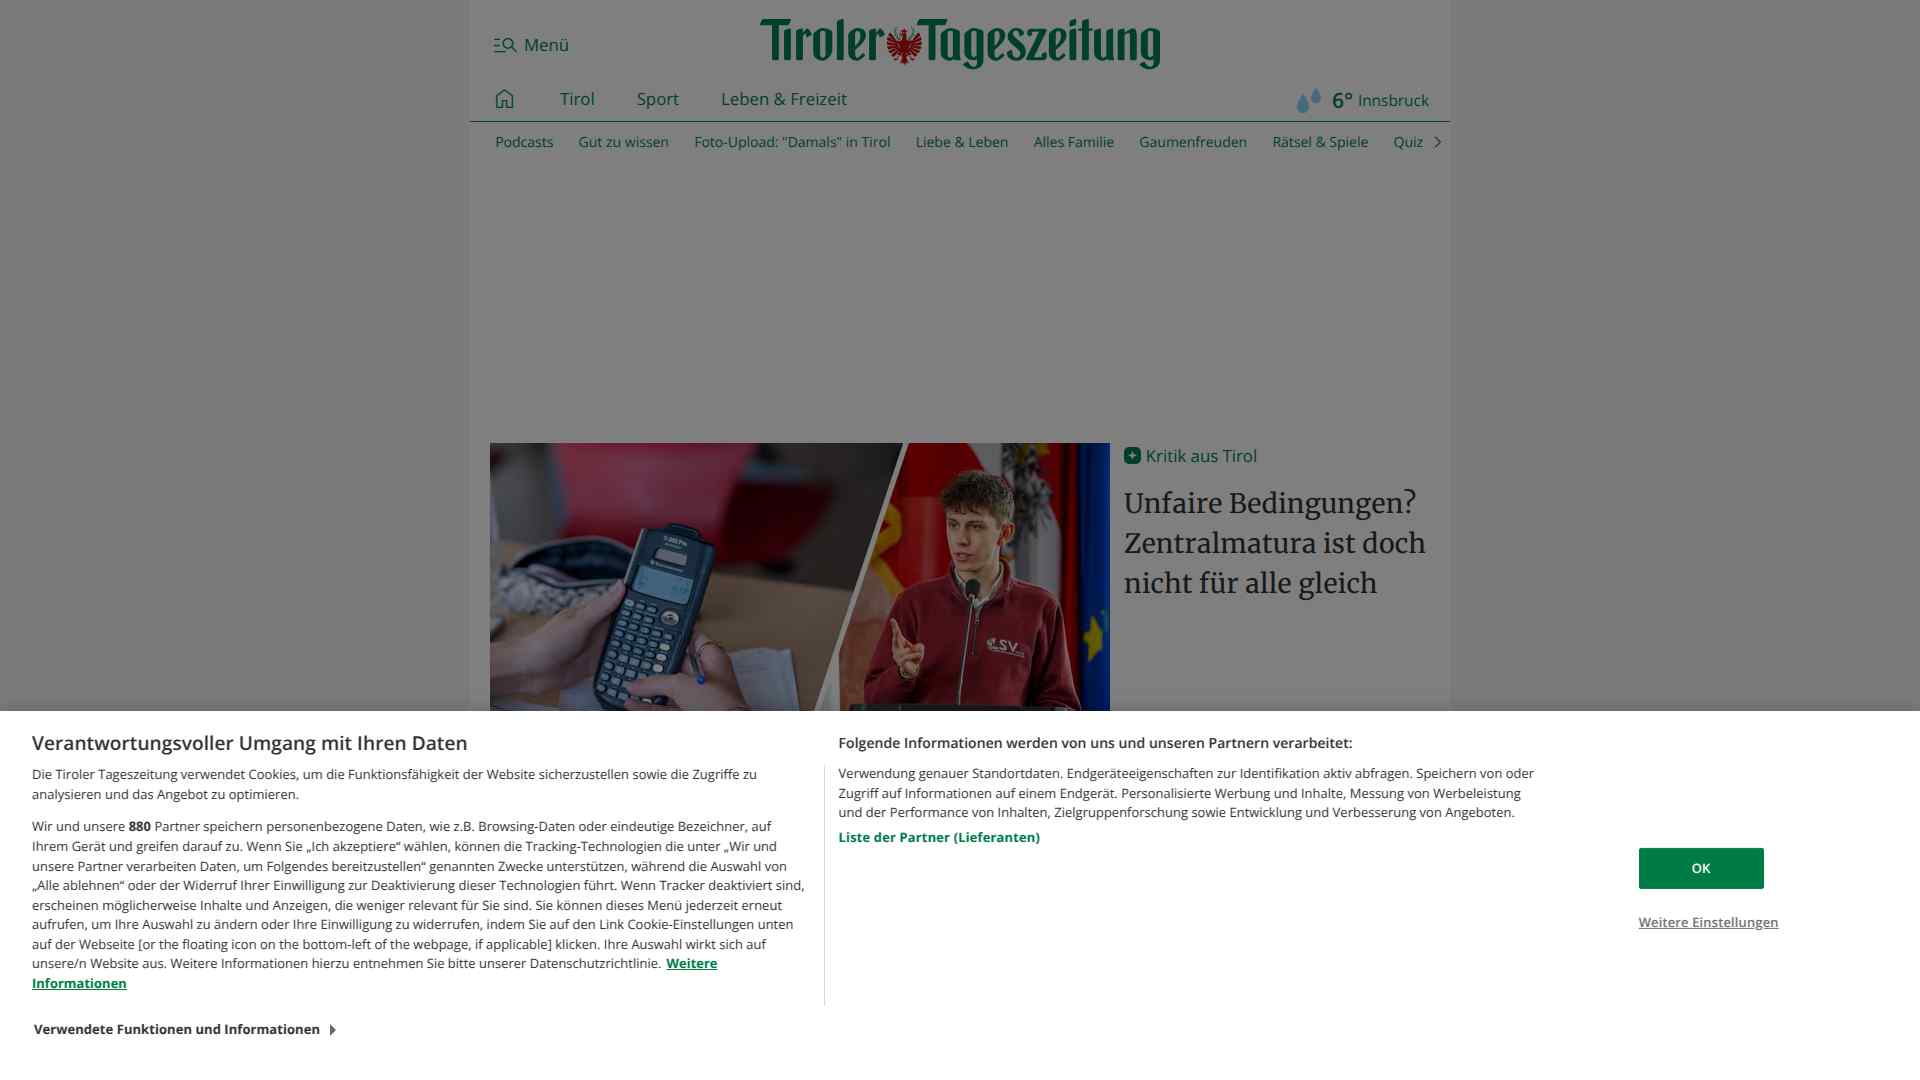 Menü
Tiroler Tageszeitung
Tirol
Sport
Leben & Freizeit
6° Innsbruck
Podcasts
Gut zu wissen
Foto-Upload: "Damals" in Tirol
Liebe & Leben
Alles Familie
Gaumenfreuden
Rätsel & Spiele
Quiz
Kritik aus Tirol
Unfaire Bedingungen?
Zentralmatura ist doch
nicht für alle gleich
SV
Verantwortungsvoller Umgang mit Ihren Daten
Die Tiroler Tageszeitung verwendet Cookies, um die Funktionsfähigkeit der Website sicherzustellen sowie die Zugriffe zu
analysieren und das Angebot zu optimieren.
Wir und unsere 880 Partner speichern personenbezogene Daten, wie z.B. Browsing-Daten oder eindeutige Bezeichner, auf
Ihrem Gerät und greifen darauf zu. Wenn Sie „Ich akzeptiere“ wählen, können die Tracking-Technologien die unter „Wir und
unsere Partner verarbeiten Daten, um Folgendes bereitzustellen“ genannten Zwecke unterstützen, während die Auswahl von
„Alle ablehnen“ oder der Widerruf Ihrer Einwilligung zur Deaktivierung dieser Technologien führt. Wenn Tracker deaktiviert sind,
erscheinen möglicherweise Inhalte und Anzeigen, die weniger relevant für Sie sind. Sie können dieses Menü jederzeit erneut
aufrufen, um Ihre Auswahl zu ändern oder Ihre Einwilligung zu widerrufen, indem Sie auf den Link Cookie-Einstellungen unten
auf der Webseite [or the floating icon on the bottom-left of the webpage, if applicable] klicken. Ihre Auswahl wirkt sich auf
unsere/n Website aus. Weitere Informationen hierzu entnehmen Sie bitte unserer Datenschutzrichtlinie. Weitere
Informationen
Verwendete Funktionen und Informationen
Folgende Informationen werden von uns und unseren Partnern verarbeitet:
Verwendung genauer Standortdaten. Endgeräteeigenschaften zur Identifikation aktiv abfragen. Speichern von oder
Zugriff auf Informationen auf einem Endgerät. Personalisierte Werbung und Inhalte, Messung von Werbeleistung
und der Performance von Inhalten, Zielgruppenforschung sowie Entwicklung und Verbesserung von Angeboten.
Liste der Partner (Lieferanten)
OK
Weitere Einstellungen